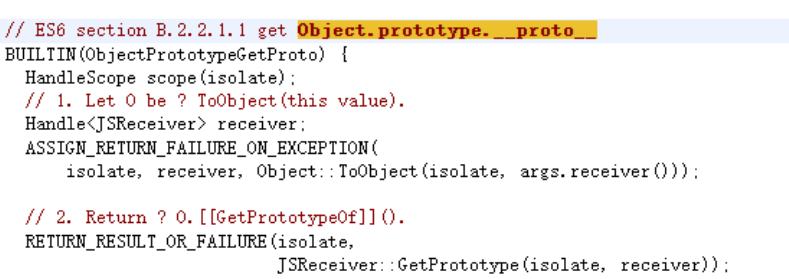 // ES6 section B.2.2.1.1 get Object.prototype.__proto__
BUILTIN(ObjectPrototypeGetProto) {
  HandleScope scope(isolate);
  // 1. Let O be ? ToObject(this value).
  Handle<JSReceiver> receiver;
  ASSIGN_RETURN_FAILURE_ON_EXCEPTION(
      isolate, receiver, Object::ToObject(isolate, args.receiver()));

  // 2. Return ? O.[[GetPrototypeOf]]().
  RETURN_RESULT_OR_FAILURE(isolate,
                           JSReceiver::GetPrototype(isolate, receiver));